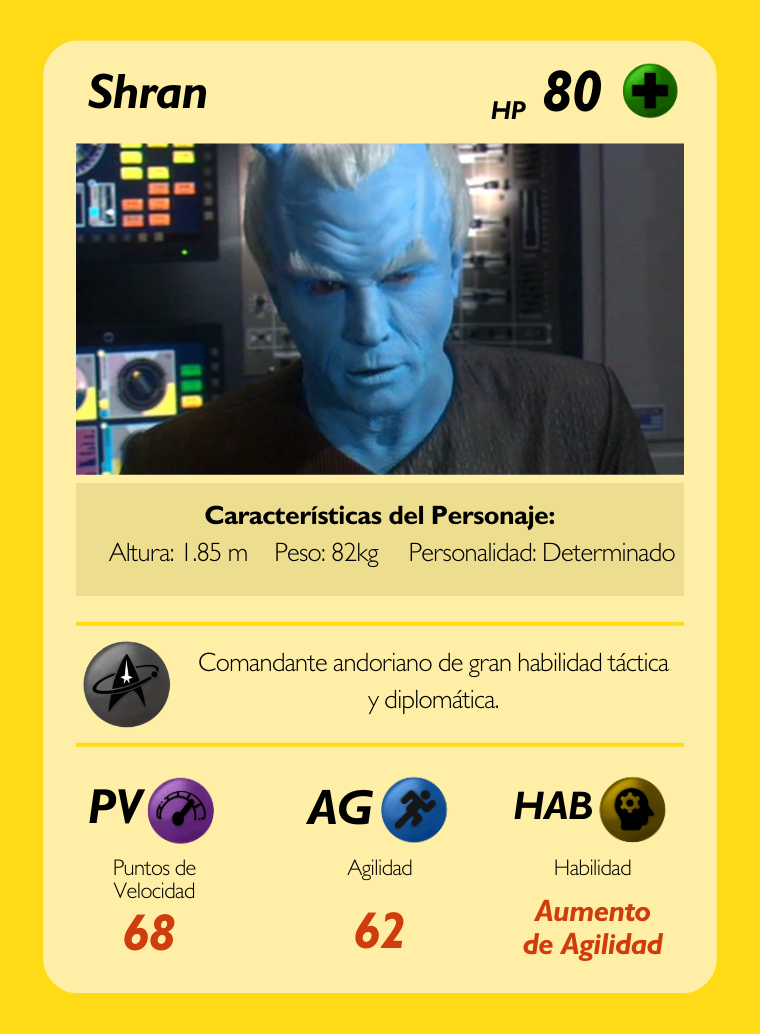 Shran
HP 80
Características del Personaje:
Altura: 1.85 m Peso: 82kg Personalidad: Determinado
Comandante andoriano de gran habilidad táctica
y diplomática.
PV AG HAB
Puntos de
Velocidad
Agilidad
Habilidad
68
62
Aumento
de Agilidad